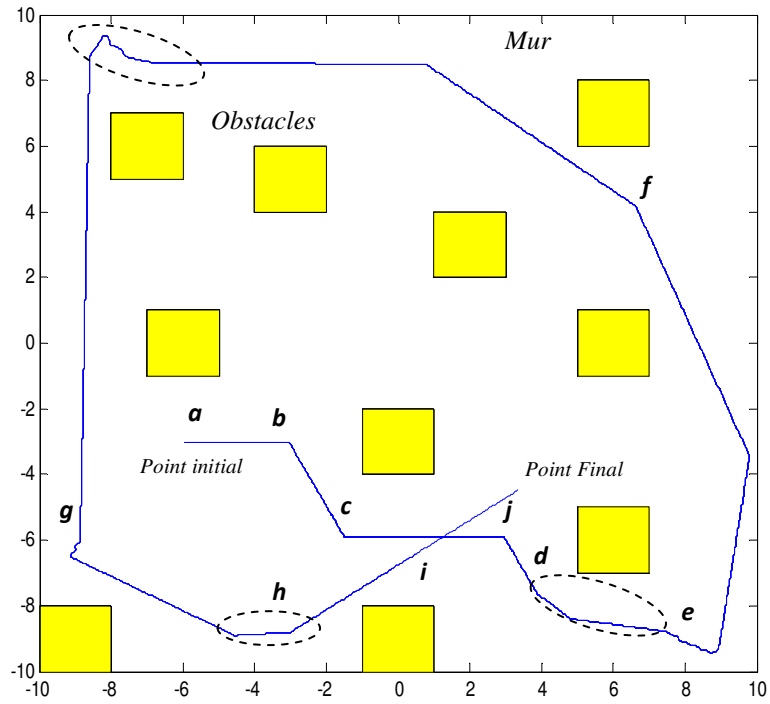 10
Mur
8
Obstacles
6
f
4
2
0
-2
a b
Point initial
Point Final
-4
g c j
-6
d
i
h e
-8
-10
-10 -8 -6 -4 -2 0 2 4 6 8 10